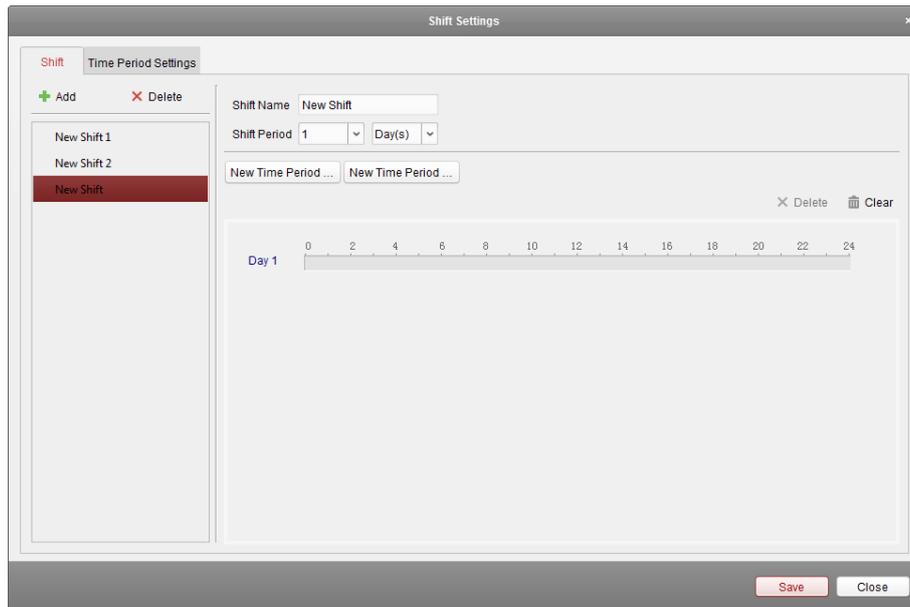 Shift Settings ×
Shift Time Period Settings
Add Delete
New Shift 1
New Shift 2
New Shift
Shift Name New Shift
Shift Period 1 Day(s)
New Time Period ... New Time Period ...
Delete Clear
0 2 4 6 8 10 12 14 16 18 20 22 24
Day 1
Save Close